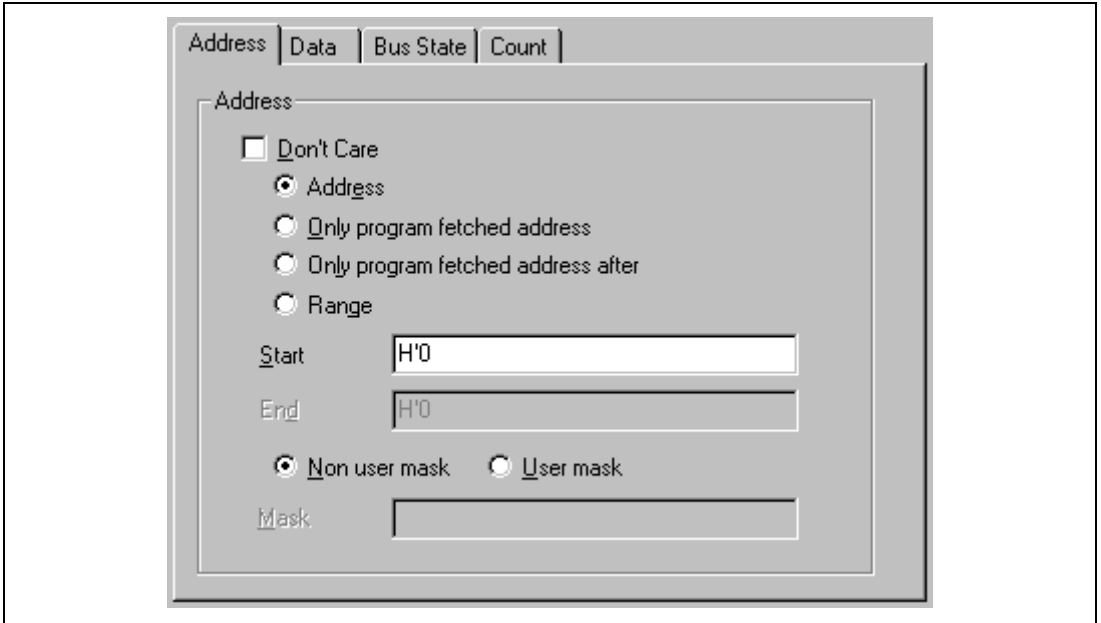 Address Data Bus State Count
Address
Don't Care
Address
Only program fetched address
Only program fetched address after
Range
Start H'0
End H'0
Non user mask User mask
Mask